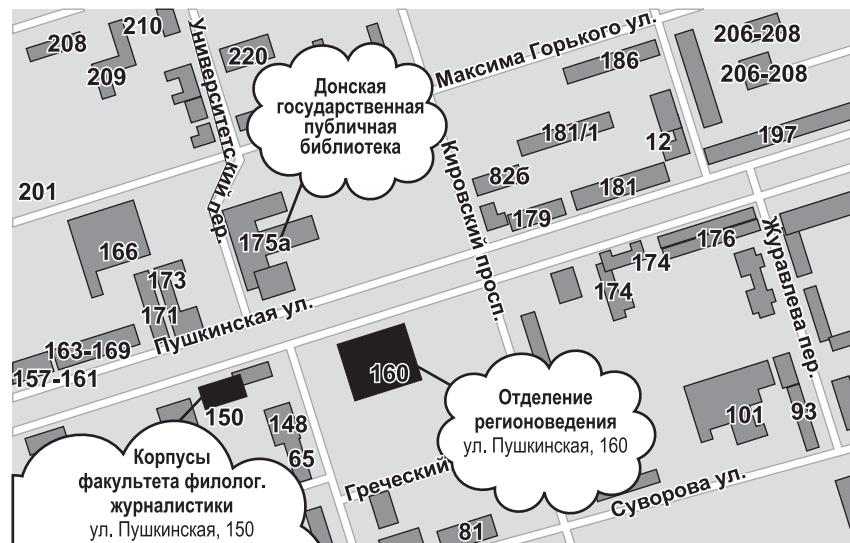 208
210
209
220
Университетский пер.
Донская
государственная
публичная
библиотека
Максима Горького ул.
186
206-208
206-208
181/1
12
197
201
82б
181
179
Кировский просп.
166
175а
173
171
176
174
174
Журавлева пер.
Пушкинская ул.
163-169
157-161
160
150
148
65
Отделение
регионоведения
ул. Пушкинская, 160
101
93
Корпусы
факультета филолог.
журналистики
ул. Пушкинская, 150
Греческий
Суворова ул.
81